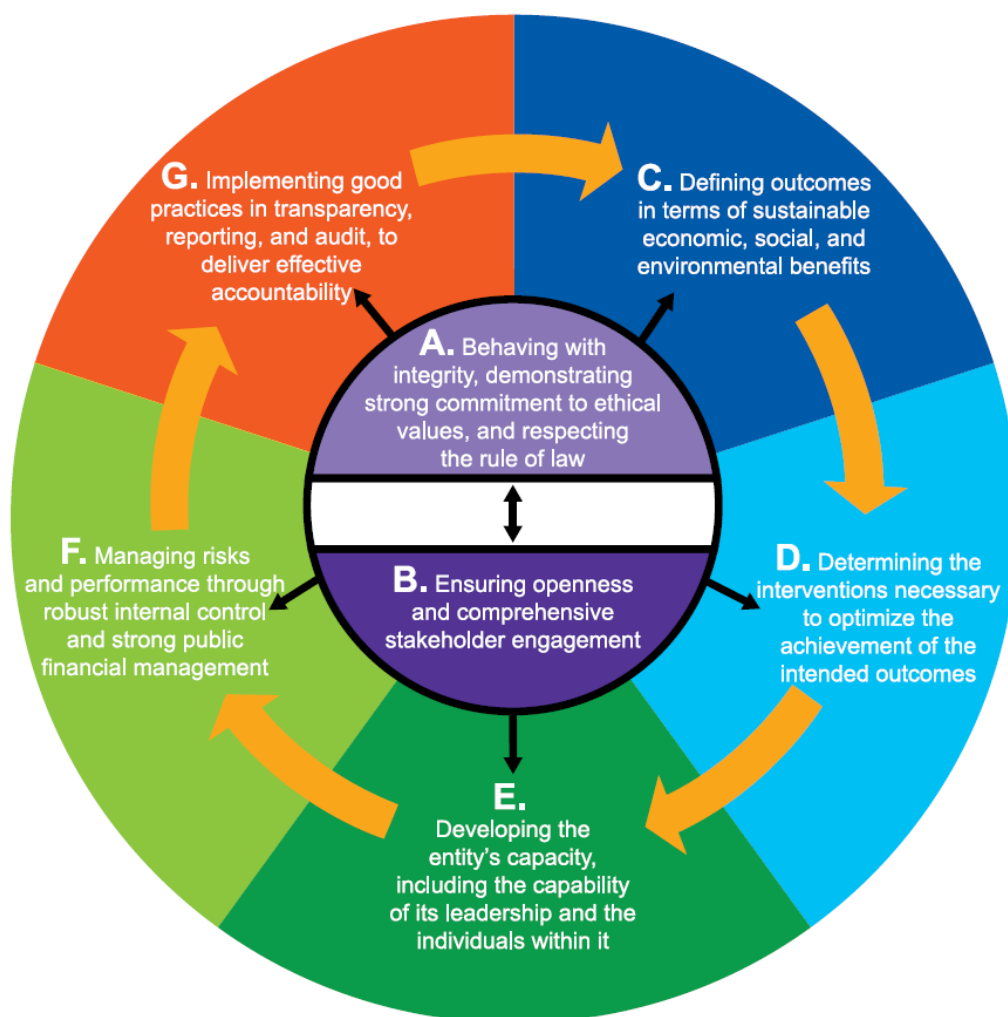 G. Implementing good
practices in transparency,
reporting, and audit, to
deliver effective
accountability
C. Defining outcomes
in terms of sustainable
economic, social, and
environmental benefits
A. Behaving with
integrity, demonstrating
strong commitment to ethical
values, and respecting
the rule of law
B. Ensuring openness
and comprehensive
stakeholder engagement
D. Determining the
interventions necessary
to optimize the
achievement of the
intended outcomes
E.
Developing the
entity's capacity,
including the capability
of its leadership and the
individuals within it
F. Managing risks
and performance through
robust internal control
and strong public
financial management